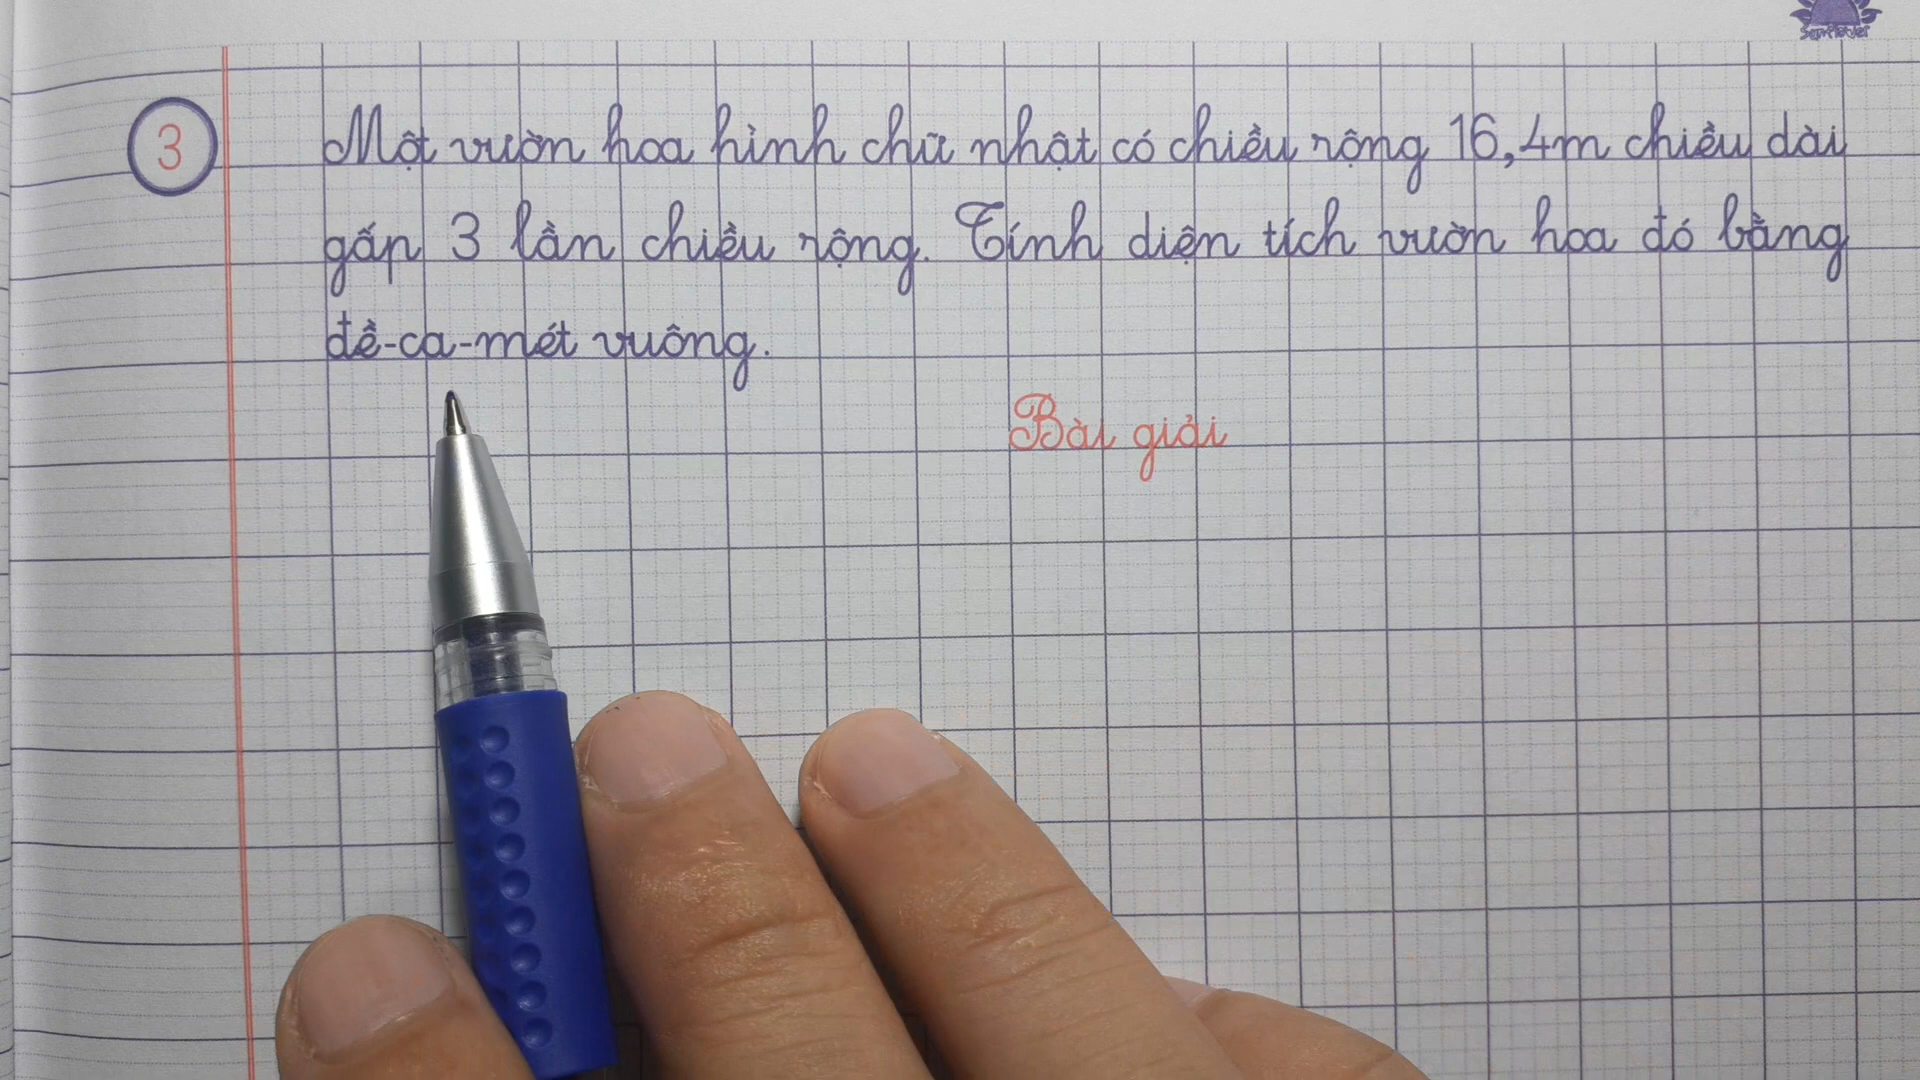 Sunflower
3
Một vườn hoa hình chữ nhật có chiều rộng 16,4m chiều dài
gấp 3 lần chiều rộng. Tính diện tích vườn hoa đó bằng
đề-ca-mét vuông.
Bài giải